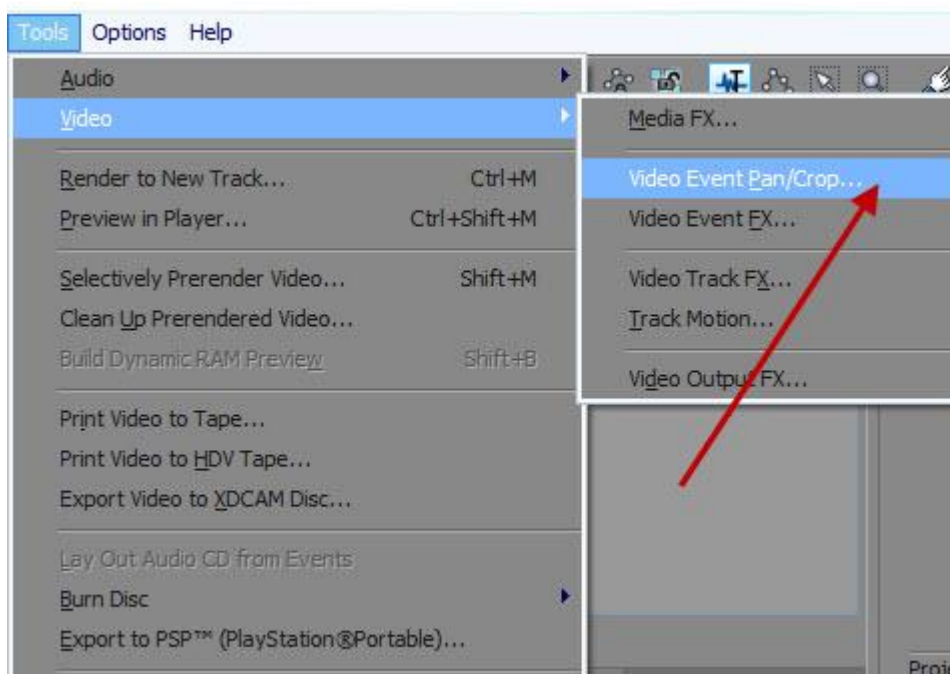 Tools Options Help
Audio
Video
Render to New Track... Ctrl+M
Preview in Player... Ctrl+Shift+M
Selectively Prerender Video... Shift+M
Clean Up Prerendered Video...
Build Dynamic RAM Preview Shift+B
Print Video to Tape...
Print Video to HDV Tape...
Export Video to XDCAM Disc...
Lay Out Audio CD from Events
Burn Disc
Export to PSP™ (PlayStation®Portable)...
Media FX...
Video Event Pan/Crop...
Video Event FX...
Video Track FX...
Track Motion...
Video Output FX...